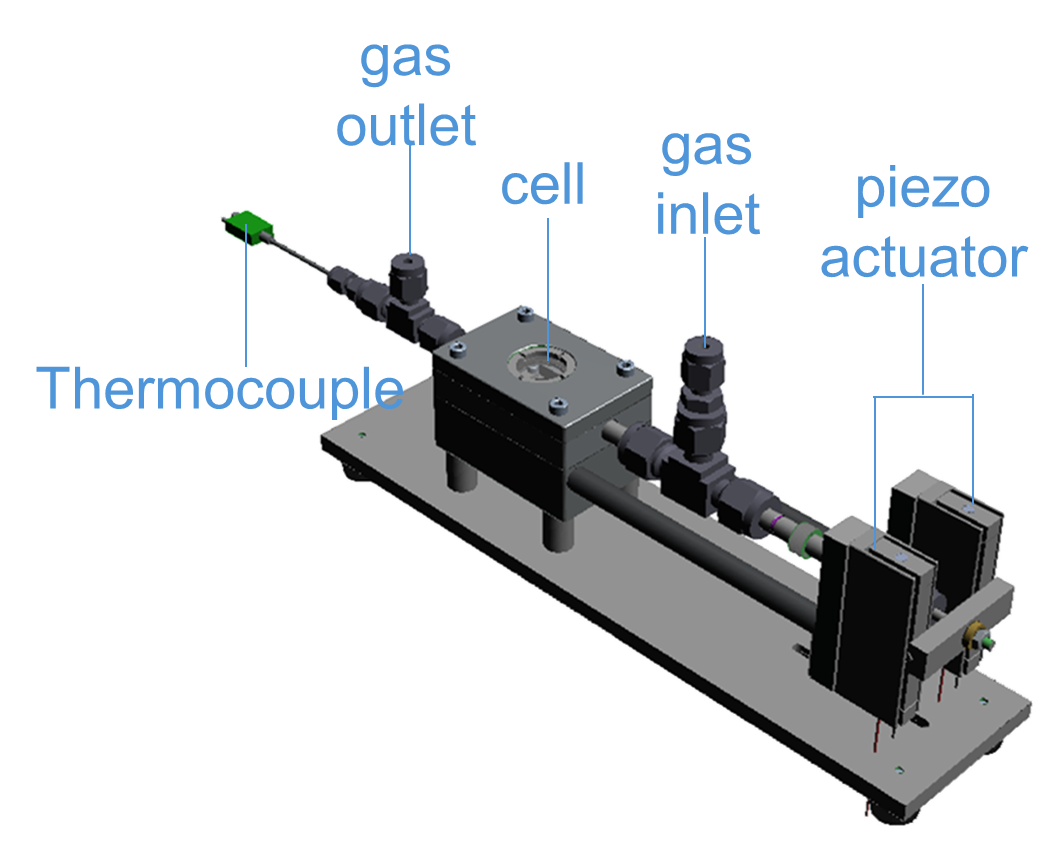 gas
outlet
cell
gas
inlet
piezo
actuator
Thermocouple